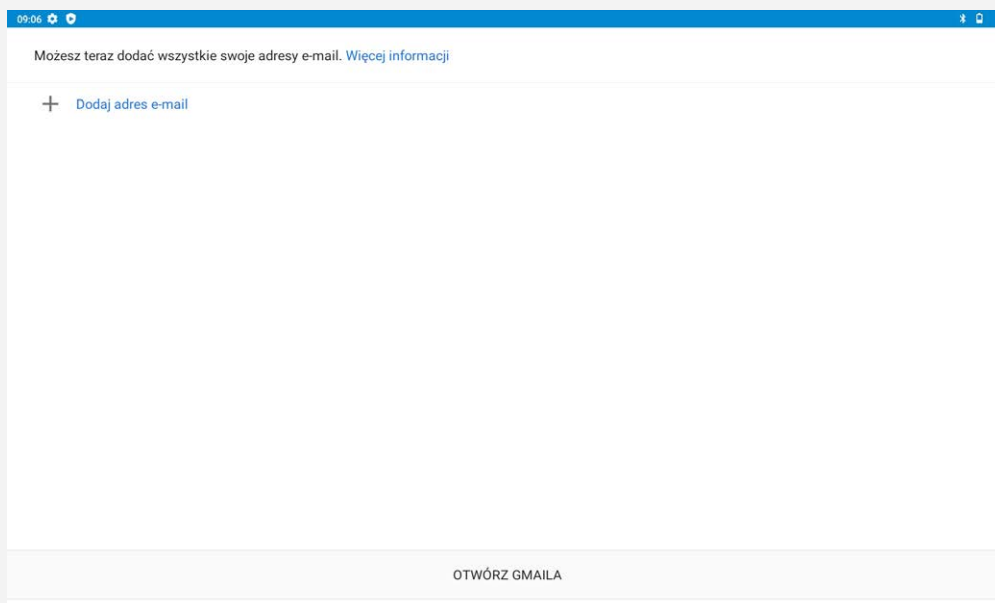 09:06
Możesz teraz dodać wszystkie swoje adresy e-mail. Więcej informacji
Dodaj adres e-mail
OTWÓRZ GMAILA